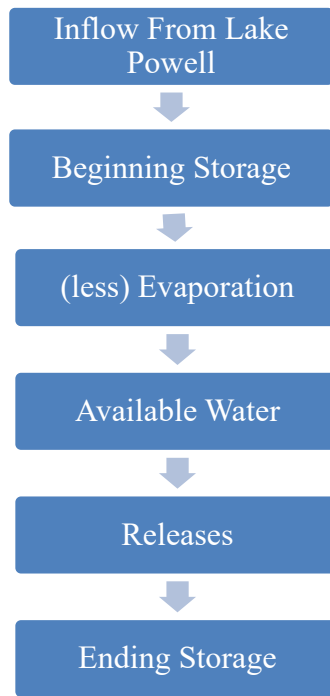 Inflow From Lake
Powell
Beginning Storage
(less) Evaporation
Available Water
Releases
Ending Storage